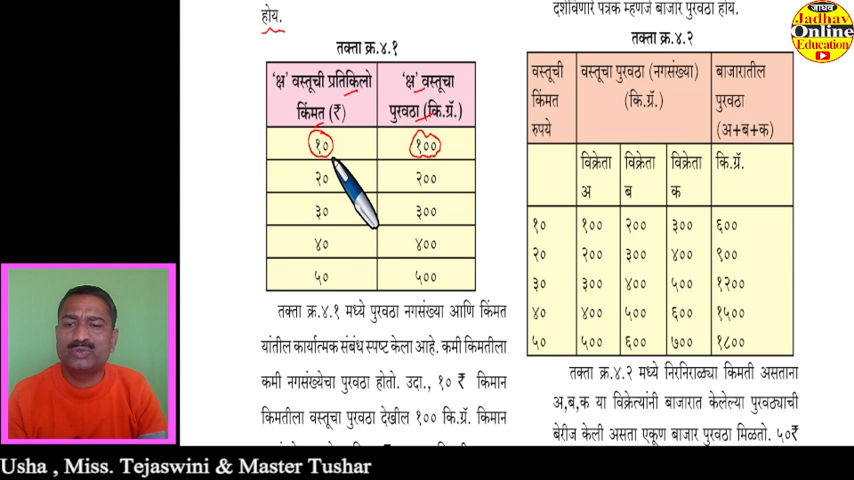 होय.
तक्ता क्र.४.१
'क्ष' वस्तूची प्रतिकिलो किंमत (₹)
'क्ष' वस्तूचा पुरवठा (कि.ग्रॅ.)
१० १००
२० २००
३० ३००
४० ४००
५० ५००
तक्ता क्र.४.१ मध्ये पुरवठा नगसंख्या आणि किंमत
यांतील कार्यात्मक संबंध स्पष्ट केला आहे. कमी किमतीला
कमी नगसंख्येचा पुरवठा होतो. उदा., १० ₹ किमान
किमतीला वस्तूचा पुरवठा देखील १०० कि.ग्रॅ. किमान
दर्शविणारे पत्रक म्हणजे बाजार पुरवठा होय.
तक्ता क्र.४.२
वस्तूची किंमत रुपये
वस्तूचा पुरवठा (नगसंख्या) (कि.ग्रॅ.)
बाजारातील पुरवठा (अ+ब+क)
विक्रेता अ विक्रेता ब विक्रेता क कि.ग्रॅ.
१० १०० २०० ३०० ६००
२० २०० ३०० ४०० ९००
३० ३०० ४०० ५०० १२००
४० ४०० ५०० ६०० १५००
५० ५०० ६०० ७०० १८००
तक्ता क्र.४.२ मध्ये निरनिराळ्या किमती असताना
अ,ब,क या विक्रेत्यांनी बाजारात केलेल्या पुरवठ्याची
बेरीज केली असता एकूण बाजार पुरवठा मिळतो. ५०₹
जाधव
Jadhav
Online
Education
Usha , Miss. Tejaswini & Master Tushar